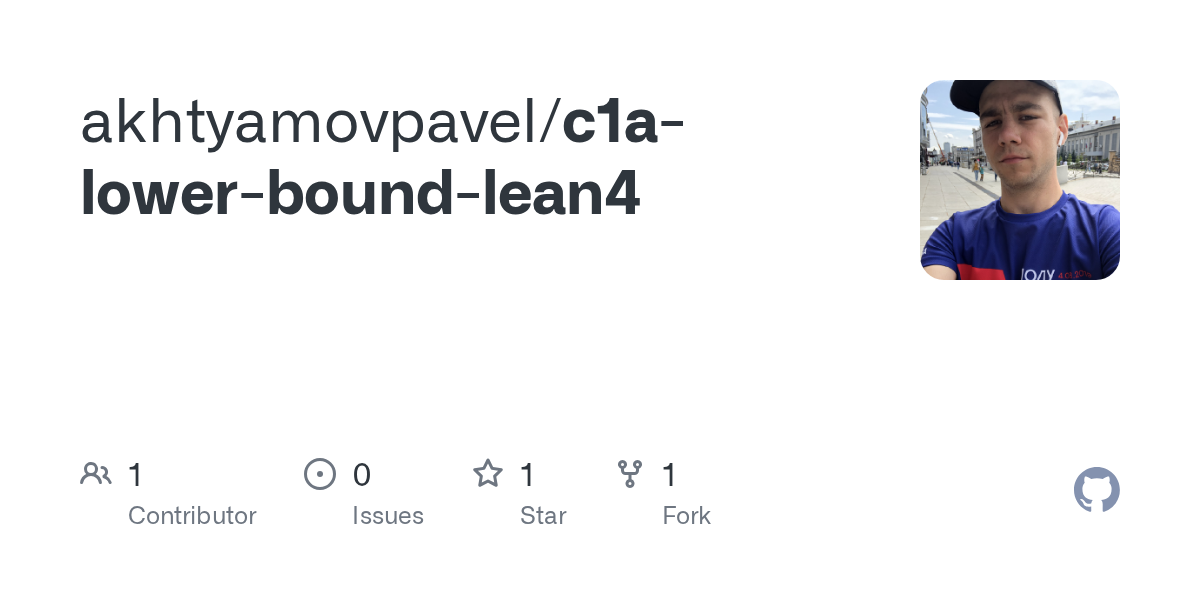 akhtyamovpavel/c1a-
lower-bound-lean4
1
Contributor
0
Issues
1
Star
1
Fork